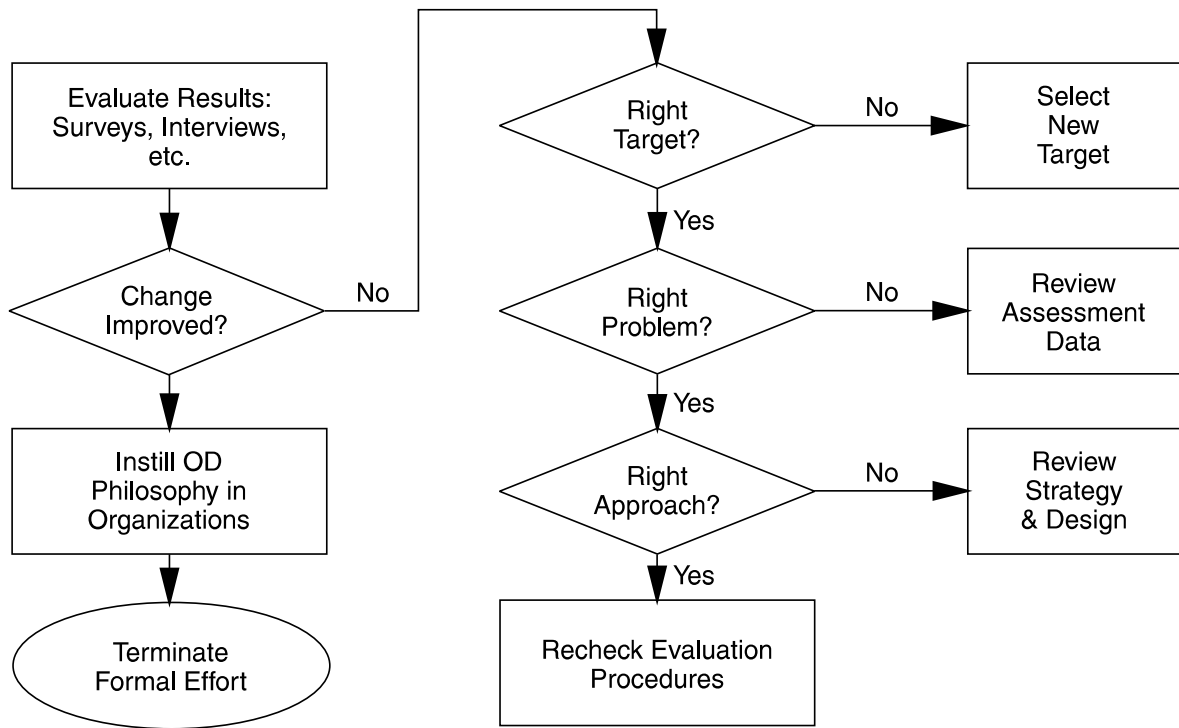 Evaluate Results:
Surveys, Interviews,
etc.
Change
Improved?
No
Instill OD
Philosophy in
Organizations
Terminate
Formal Effort
Right
Target?
No
Select
New
Target
Yes
Right
Problem?
No
Review
Assessment
Data
Yes
Right
Approach?
No
Review
Strategy
& Design
Yes
Recheck Evaluation
Procedures